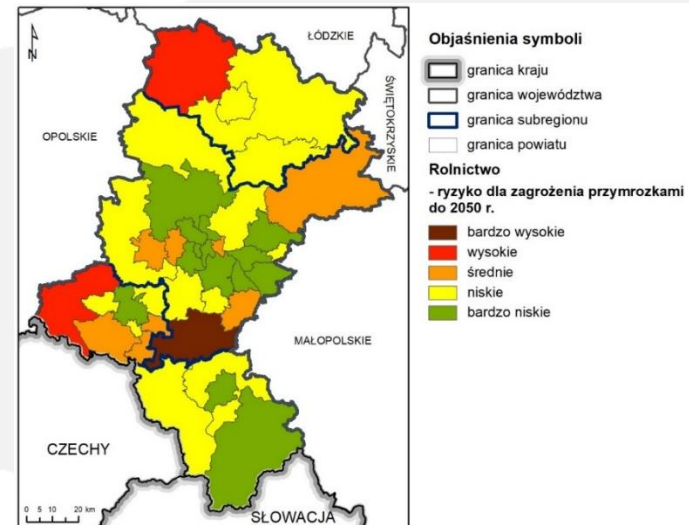 N
ŁÓDZKIE
ŚWIĘTOKRZYSKIE
OPOLSKIE
MAŁOPOLSKIE
CZECHY
SŁOWACJA
0 5 10 20 km
Objaśnienia symboli
granica kraju
granica województwa
granica subregionu
granica powiatu
Rolnictwo
- ryzyko dla zagrożenia przymrozkami
do 2050 r.
bardzo wysokie
wysokie
średnie
niskie
bardzo niskie